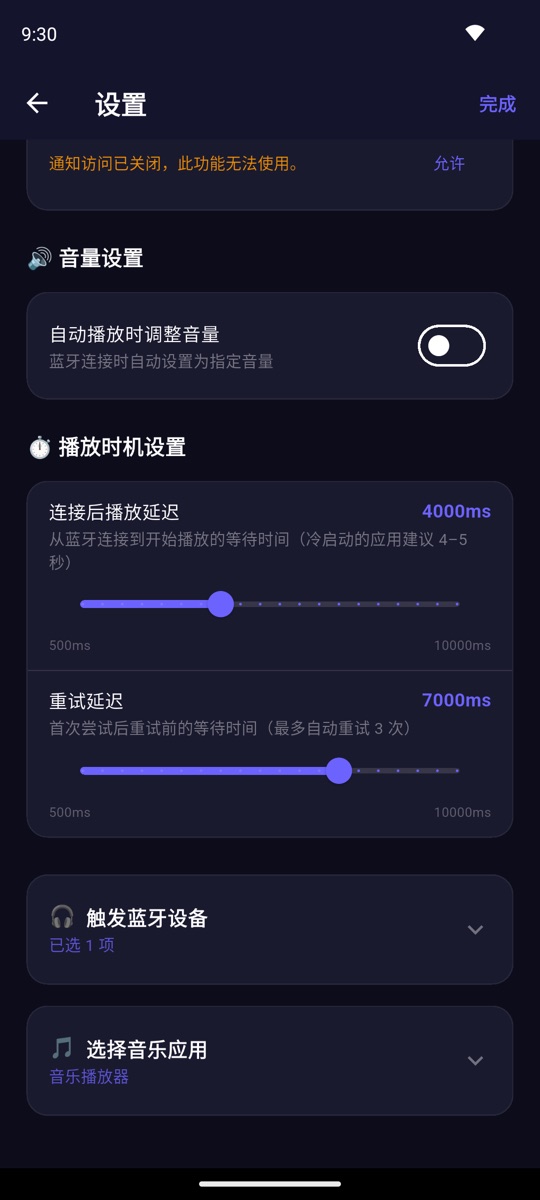 9:30
设置
完成
通知访问已关闭，此功能无法使用。
允许
音量设置
自动播放时调整音量
蓝牙连接时自动设置为指定音量
播放时机设置
连接后播放延迟
4000ms
从蓝牙连接到开始播放的等待时间（冷启动的应用建议 4–5
秒）
500ms
10000ms
重试延迟
7000ms
首次尝试后重试前的等待时间（最多自动重试 3 次）
500ms
10000ms
触发蓝牙设备
已选 1 项
选择音乐应用
音乐播放器